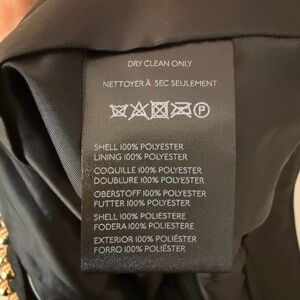 DRY CLEAN ONLY
NETTOYER À SEC SEULEMENT
P
SHELL 100% POLYESTER
LINING 100% POLYESTER
COQUILLE 100% POLYESTER
DOUBLURE 100% POLYESTER
OBERSTOFF 100% POLYESTER
FUTTER 100% POLYESTER
SHELL 100% POLIESTERE
FODERA 100% POLIESTERE
EXTERIOR 100% POLIÉSTER
FORRO 100% POLIÉSTER